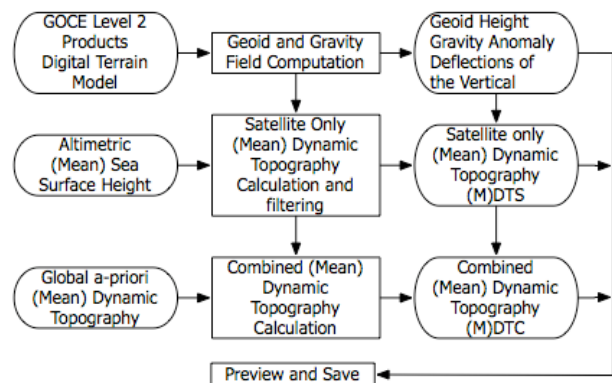 GOCE Level 2
Products
Digital Terrain
Model
Geoid and Gravity
Field Computation
Geoid Height
Gravity Anomaly
Deflections of
the Vertical
Altimetric
(Mean) Sea
Surface Height
Satellite Only
(Mean) Dynamic
Topography
Calculation and
filtering
Satellite only
(Mean) Dynamic
Topography
(M)DTS
Global a-priori
(Mean) Dynamic
Topography
Combined (Mean)
Dynamic
Topography
Calculation
Combined
(Mean) Dynamic
Topography
(M)DTC
Preview and Save